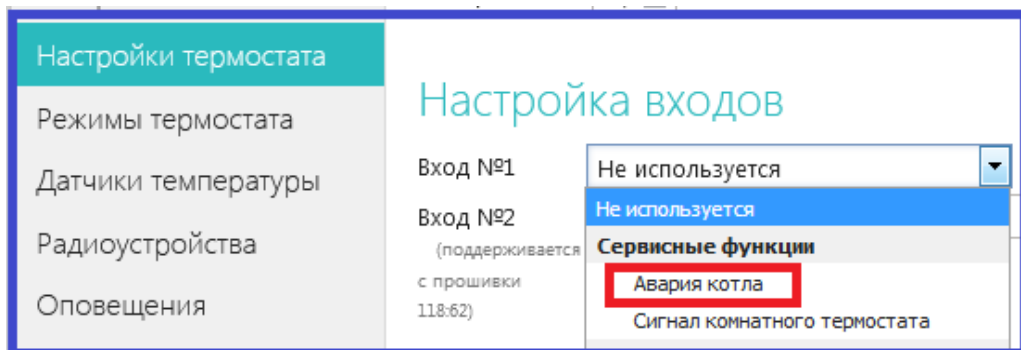 Настройки термостата
Режимы термостата
Датчики температуры
Радиоустройства
Оповещения
Настройка входов
Вход №1
Не используется
Вход №2
(поддерживается
с прошивки
118:62)
Не используется
Сервисные функции
Авария котла
Сигнал комнатного термостата